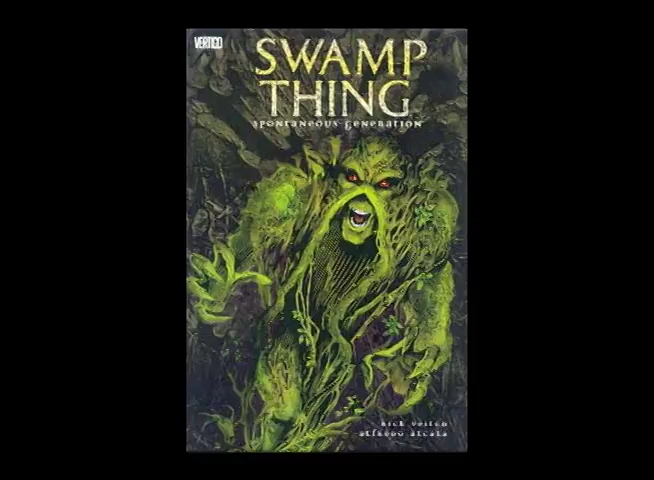 VERTIGO
SWAMP
THING
SPONTANEOUS GENERATION
RICK VEITCH
ALFREDO ALCALA